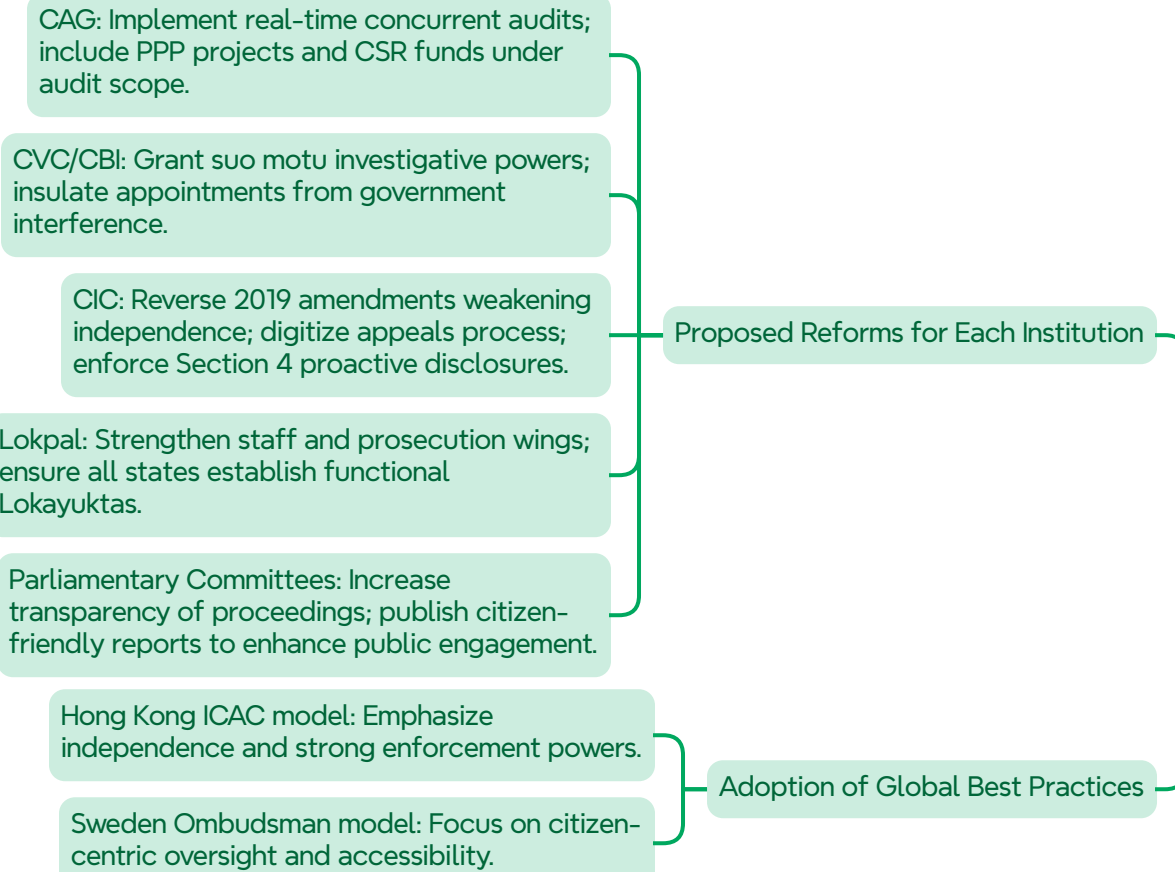 CAG: Implement real-time concurrent audits;
include PPP projects and CSR funds under
audit scope.
CVC/CBI: Grant suo motu investigative powers;
insulate appointments from government
interference.
CIC: Reverse 2019 amendments weakening
independence; digitize appeals process;
enforce Section 4 proactive disclosures.
Proposed Reforms for Each Institution
Lokpal: Strengthen staff and prosecution wings;
ensure all states establish functional
Lokayuktas.
Parliamentary Committees: Increase
transparency of proceedings; publish citizen-
friendly reports to enhance public engagement.
Hong Kong ICAC model: Emphasize
independence and strong enforcement powers.
Adoption of Global Best Practices
Sweden Ombudsman model: Focus on citizen-
centric oversight and accessibility.